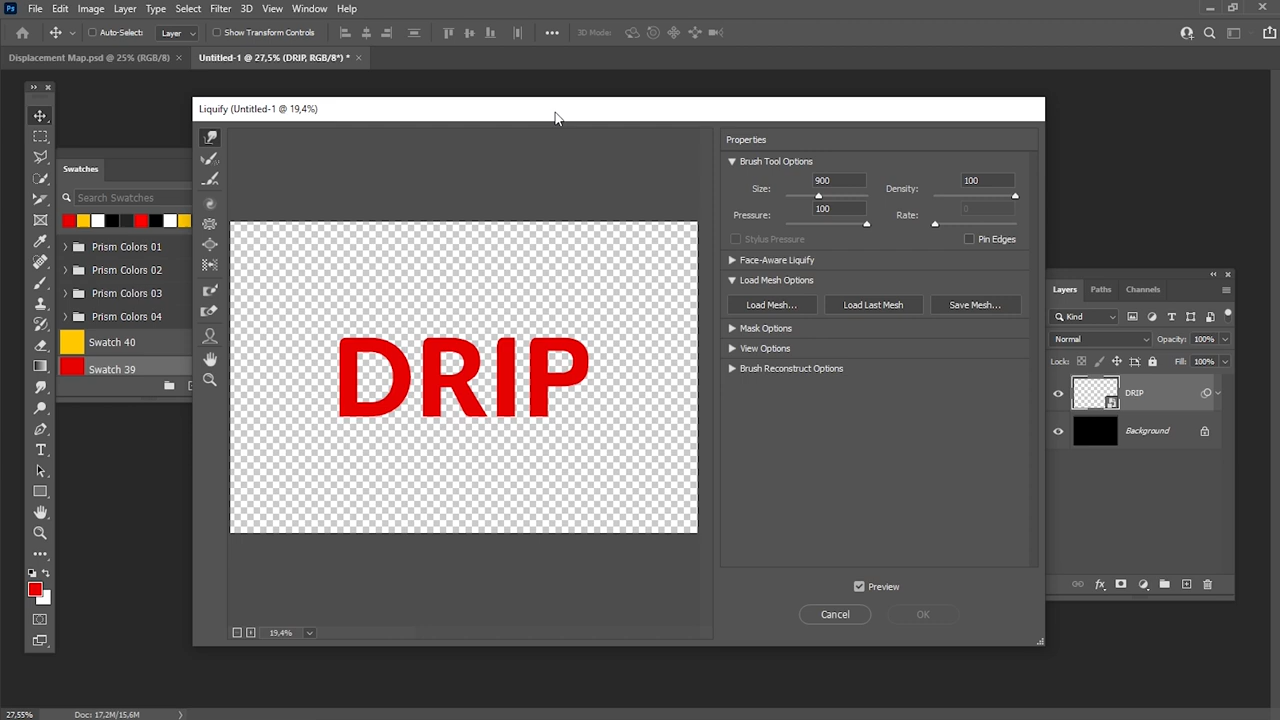 Ps File Edit Image Layer Type Select Filter 3D View Window Help
Auto-Select: Layer Show Transform Controls 3D Mode:
Displacement Map.psd @ 25% (RGB/8) × Untitled-1 @ 27,5% (DRIP, RGB/8*) * ×
Liquify (Untitled-1 @ 19,4%)
Properties
Brush Tool Options
Size: 900 Density: 100
Pressure: 100 Rate: 0
Stylus Pressure Pin Edges
Face-Aware Liquify
Load Mesh Options
Load Mesh... Load Last Mesh Save Mesh...
Mask Options
View Options
Brush Reconstruct Options
Preview
Cancel OK
DRIP
19,4%
Swatches
Search Swatches
Prism Colors 01
Prism Colors 02
Prism Colors 03
Prism Colors 04
Swatch 40
Swatch 39
Layers Paths Channels
Kind
Normal Opacity: 100%
Lock: Fill: 100%
DRIP
Background
27,55% Doc: 17,2M/15,6M